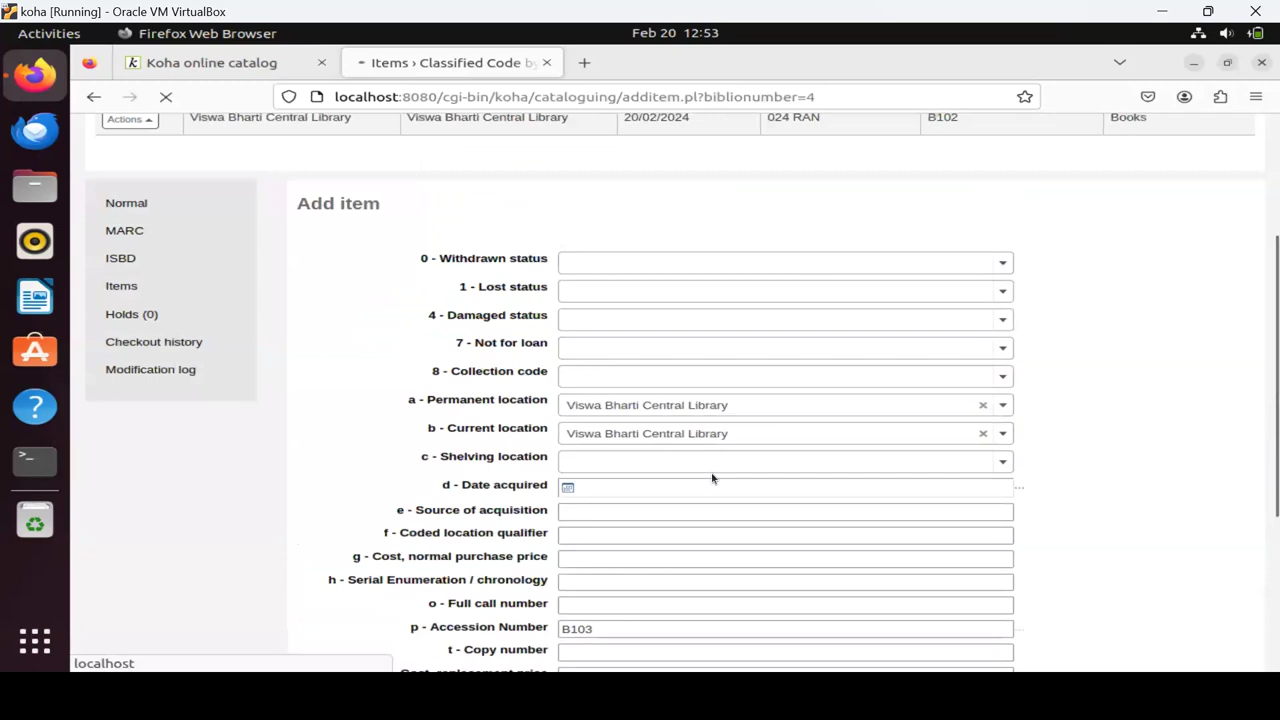 koha [Running] - Oracle VM VirtualBox
Activities Firefox Web Browser Feb 20 12:53
Koha online catalog Items › Classified Code by
localhost:8080/cgi-bin/koha/cataloguing/additem.pl?biblionumber=4
Actions Viswa Bharti Central Library Viswa Bharti Central Library 20/02/2024 024 RAN B102 Books
Normal
MARC
ISBD
Items
Holds (0)
Checkout history
Modification log
Add item
0 - Withdrawn status
1 - Lost status
4 - Damaged status
7 - Not for loan
8 - Collection code
a - Permanent location Viswa Bharti Central Library
b - Current location Viswa Bharti Central Library
c - Shelving location
d - Date acquired
e - Source of acquisition
f - Coded location qualifier
g - Cost, normal purchase price
h - Serial Enumeration / chronology
o - Full call number
p - Accession Number B103
t - Copy number
Cost, replacement price
localhost